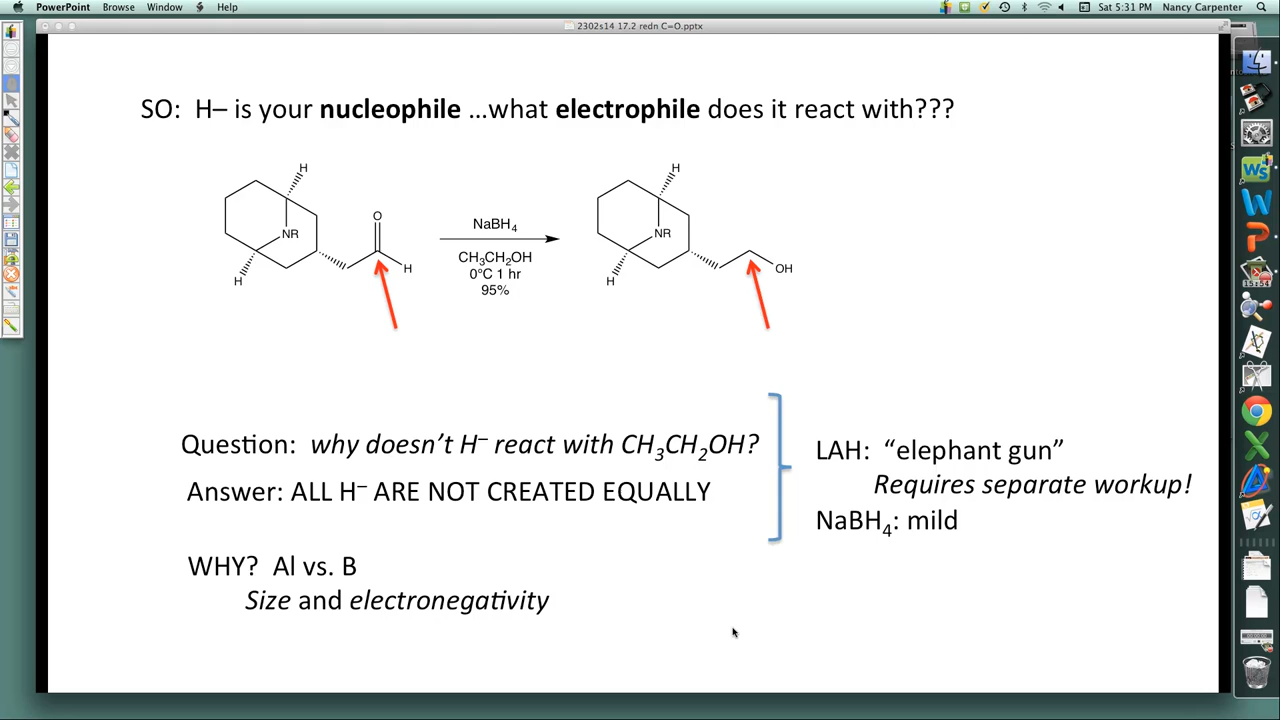 PowerPoint Browse Window Help Sat 5:31 PM Nancy Carpenter
2302s14 17.2 redn C=O.pptx
SO: H– is your nucleophile ...what electrophile does it react with???
H
O
NR
H
H
NaBH4
CH3CH2OH
0°C 1 hr
95%
H
NR
OH
H
Question: why doesn't H– react with CH3CH2OH?
Answer: ALL H– ARE NOT CREATED EQUALLY
LAH: “elephant gun”
Requires separate workup!
NaBH4: mild
WHY? Al vs. B
Size and electronegativity
15:54